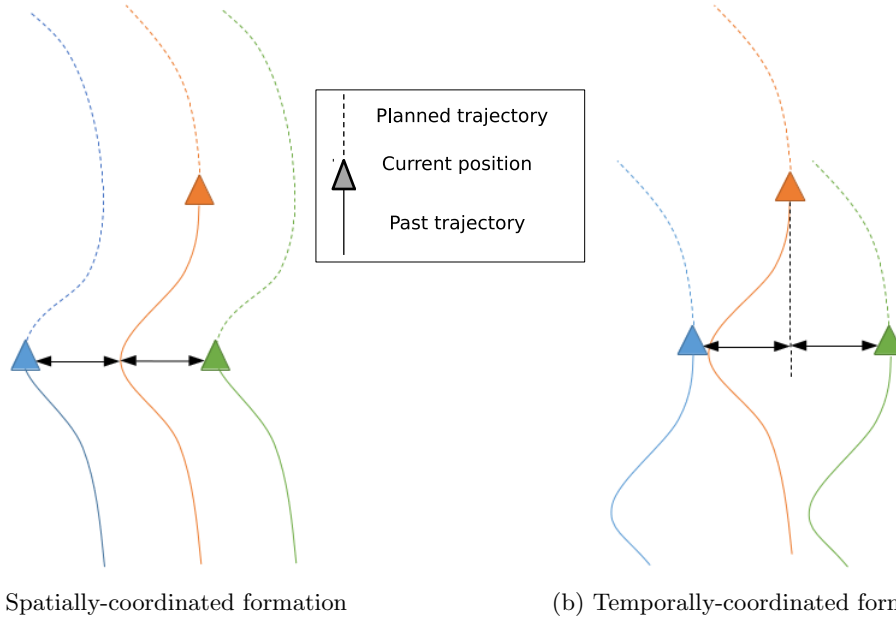 Planned trajectory
Current position
Past trajectory
Spatially-coordinated formation
(b) Temporally-coordinated form